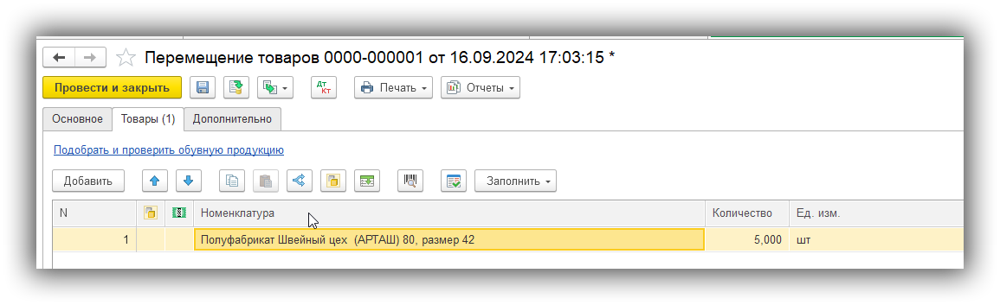 Перемещение товаров 0000-000001 от 16.09.2024 17:03:15 *
Провести и закрыть Дт Кт Печать Отчеты
Основное Товары (1) Дополнительно
Подобрать и проверить обувную продукцию
Добавить Заполнить
N Номенклатура Количество Ед. изм.
1 Полуфабрикат Швейный цех (АРТАШ) 80, размер 42 5,000 шт